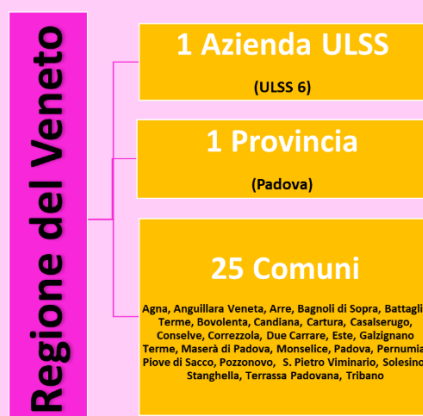 Regione del Veneto
1 Azienda ULSS
(ULSS 6)
1 Provincia
(Padova)
25 Comuni
Agna, Anguillara Veneta, Arre, Bagnoli di Sopra, Battagli
Terme, Bovolenta, Candiana, Cartura, Casalserugo,
Conselve, Correzzola, Due Carrare, Este, Galzignano
Terme, Maserà di Padova, Monselice, Padova, Pernumia
Piove di Sacco, Pozzonovo, S. Pietro Viminario, Solesino
Stanghella, Terrassa Padovana, Tribano